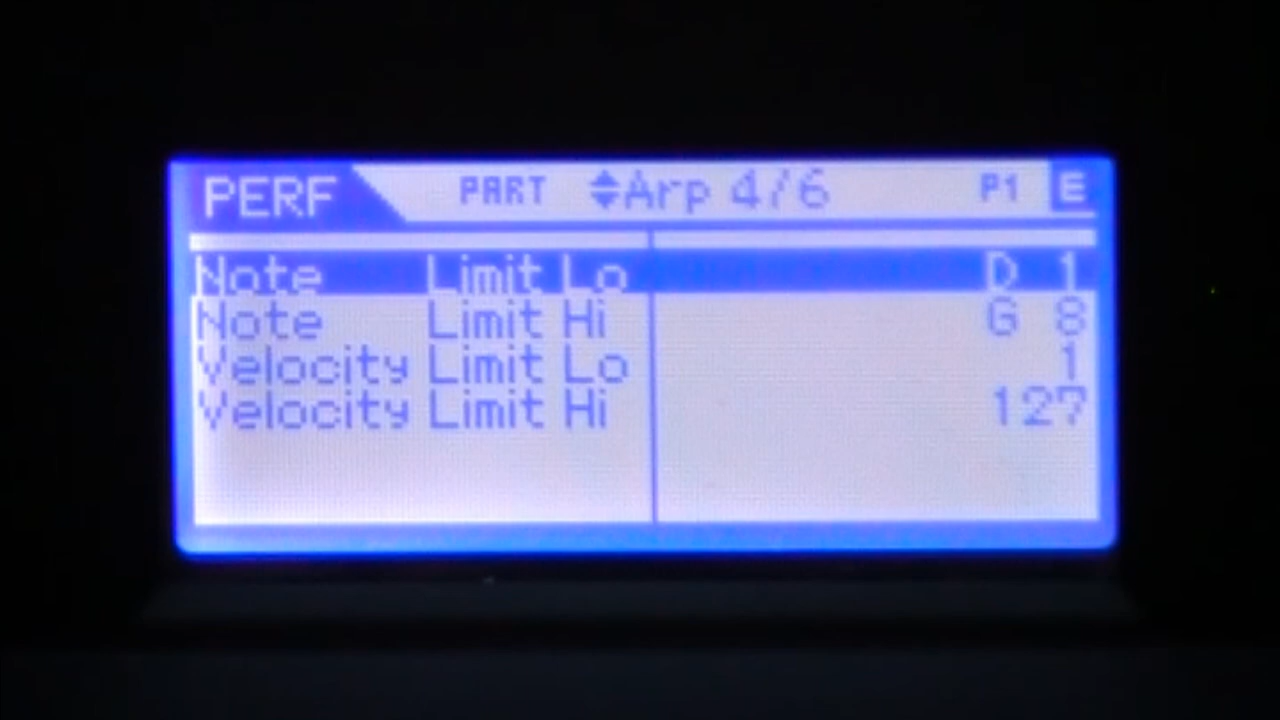 PERF PART Arp 4/6 P1 E
Note Limit Lo D 1
Note Limit Hi G 8
Velocity Limit Lo 1
Velocity Limit Hi 127